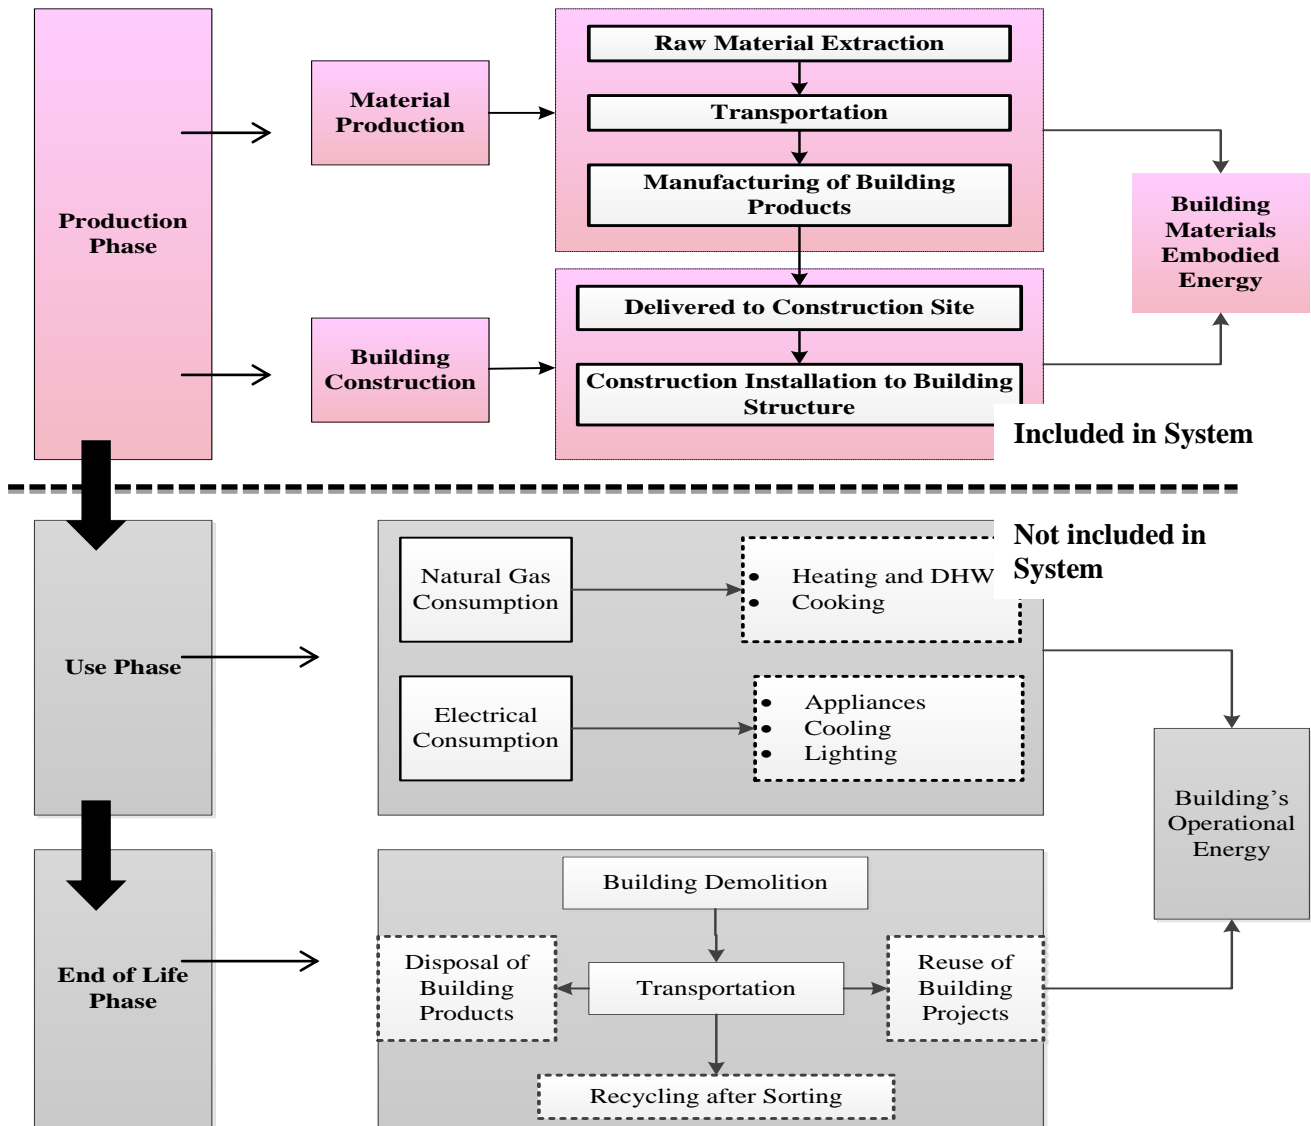 Production
Phase
Material
Production
Raw Material Extraction
Transportation
Manufacturing of Building
Products
Building
Materials
Embodied
Energy
Building
Construction
Delivered to Construction Site
Construction Installation to Building
Structure
Included in System
Not included in
System
Use Phase
Natural Gas
Consumption
• Heating and DHW
• Cooking
Electrical
Consumption
• Appliances
• Cooling
• Lighting
Building’s
Operational
Energy
End of Life
Phase
Building Demolition
Disposal of
Building
Products
Transportation
Reuse of
Building
Projects
Recycling after Sorting